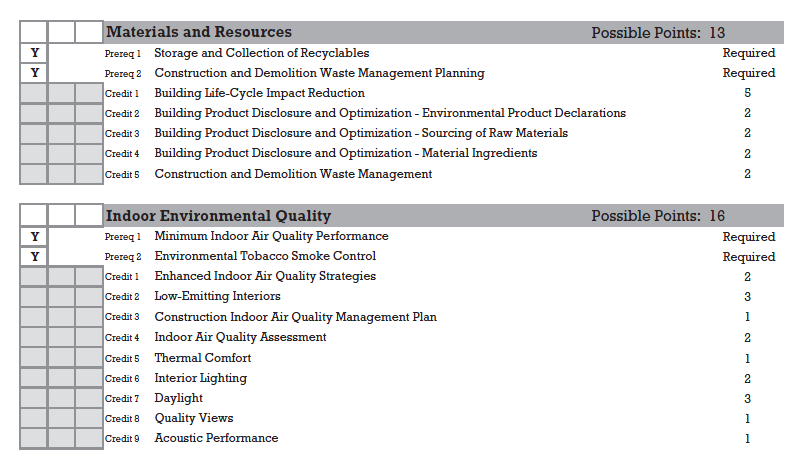 Materials and Resources Possible Points: 13
Y Prereq 1 Storage and Collection of Recyclables Required
Y Prereq 2 Construction and Demolition Waste Management Planning Required
Credit 1 Building Life-Cycle Impact Reduction 5
Credit 2 Building Product Disclosure and Optimization - Environmental Product Declarations 2
Credit 3 Building Product Disclosure and Optimization - Sourcing of Raw Materials 2
Credit 4 Building Product Disclosure and Optimization - Material Ingredients 2
Credit 5 Construction and Demolition Waste Management 2
Indoor Environmental Quality Possible Points: 16
Y Prereq 1 Minimum Indoor Air Quality Performance Required
Y Prereq 2 Environmental Tobacco Smoke Control Required
Credit 1 Enhanced Indoor Air Quality Strategies 2
Credit 2 Low-Emitting Interiors 3
Credit 3 Construction Indoor Air Quality Management Plan 1
Credit 4 Indoor Air Quality Assessment 2
Credit 5 Thermal Comfort 1
Credit 6 Interior Lighting 2
Credit 7 Daylight 3
Credit 8 Quality Views 1
Credit 9 Acoustic Performance 1